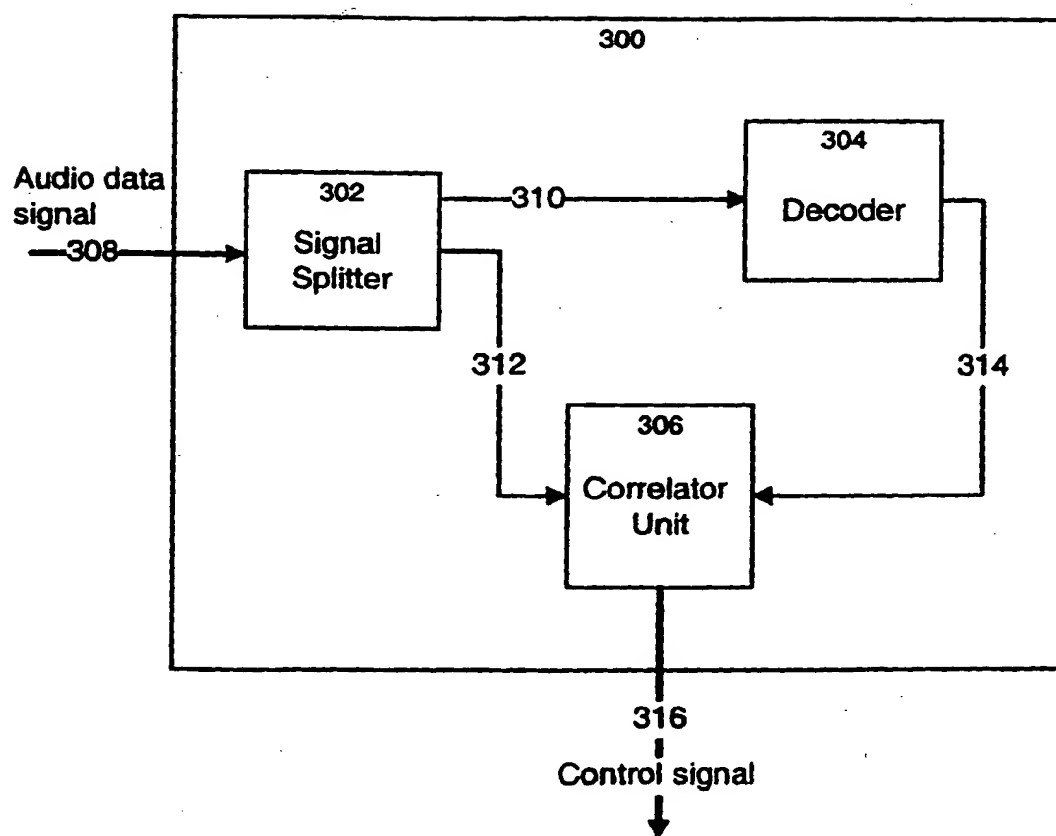 300
304
Decoder
Audio data
signal
308
302
Signal
Splitter
310
312
314
306
Correlator
Unit
316
Control signal